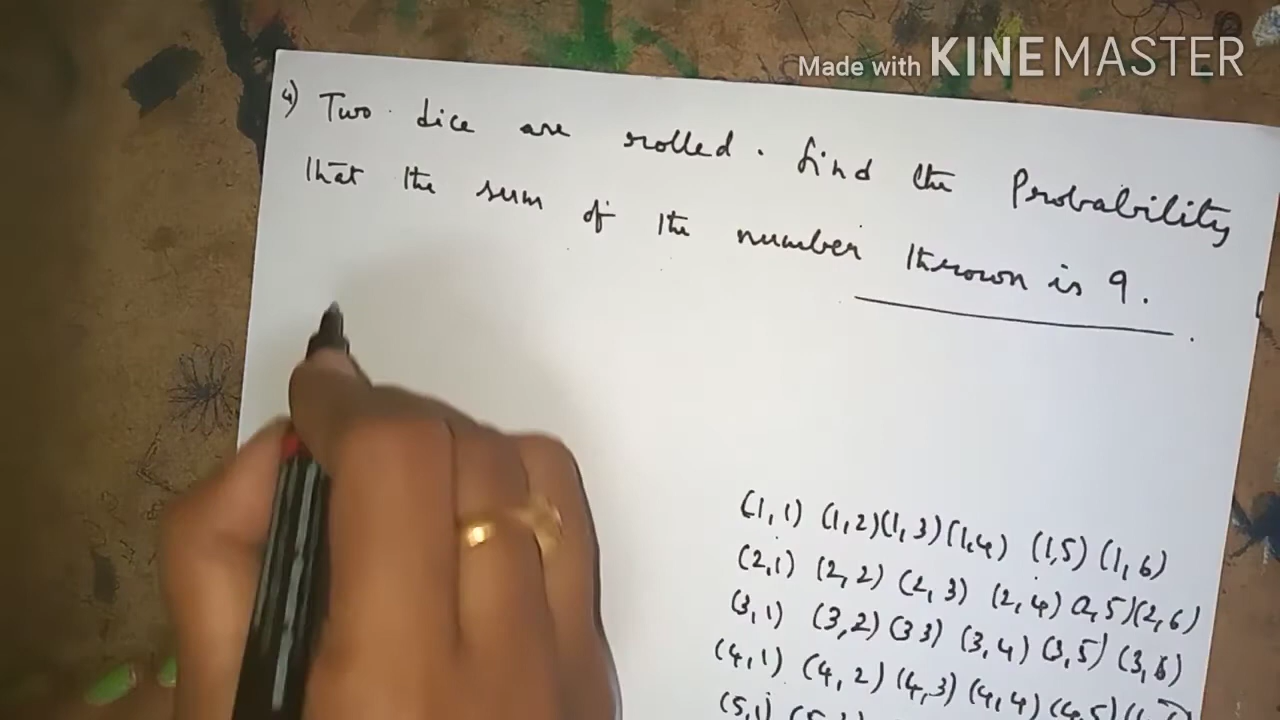 Made with KINEMASTER
4) Two dice are rolled. find the Probability
that the sum of the number thrown is 9.
(1,1) (1,2) (1,3) (1,4) (1,5) (1,6)
(2,1) (2,2) (2,3) (2,4) (2,5) (2,6)
(3,1) (3,2) (3 3) (3,4) (3,5) (3,6)
(4,1) (4,2) (4,3) (4,4) (4,5)
(5,1)